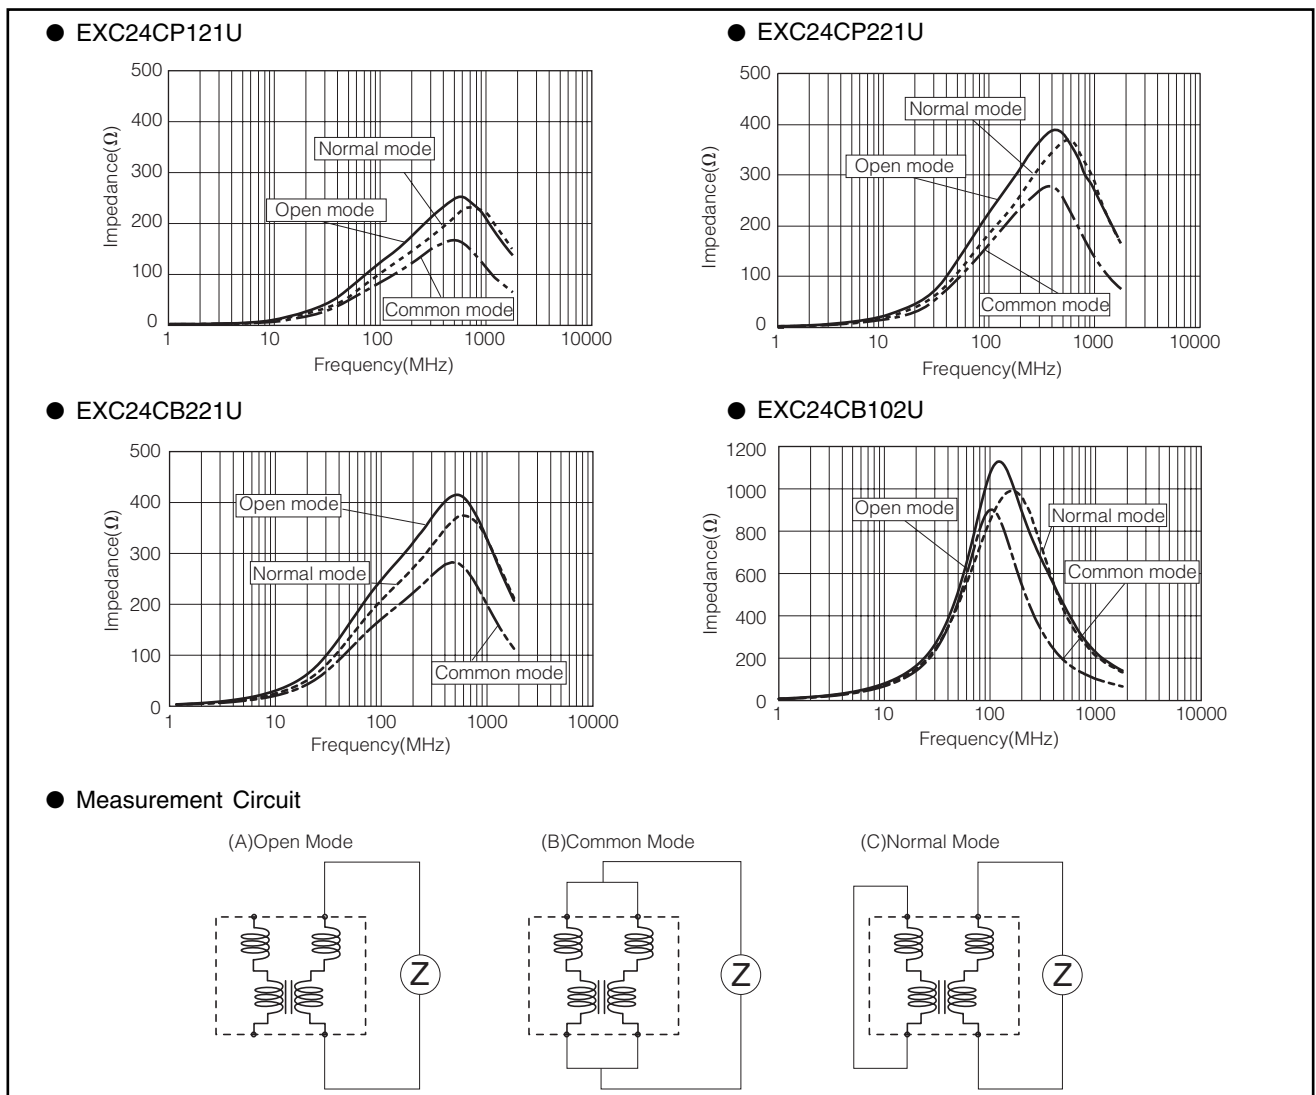 ● EXC24CP121U
500
400
300
200
100
0
1
10
100
1000
10000
Impedance(Ω)
Frequency(MHz)
Normal mode
Open mode
Common mode
● EXC24CP221U
500
400
300
200
100
0
1
10
100
1000
10000
Impedance(Ω)
Frequency(MHz)
Normal mode
Open mode
Common mode
● EXC24CB221U
500
400
300
200
100
0
1
10
100
1000
10000
Impedance(Ω)
Frequency(MHz)
Open mode
Normal mode
Common mode
● EXC24CB102U
1200
1000
800
600
400
200
0
1
10
100
1000
10000
Impedance(Ω)
Frequency(MHz)
Open mode
Normal mode
Common mode
● Measurement Circuit
(A)Open Mode
(B)Common Mode
(C)Normal Mode
Z
Z
Z